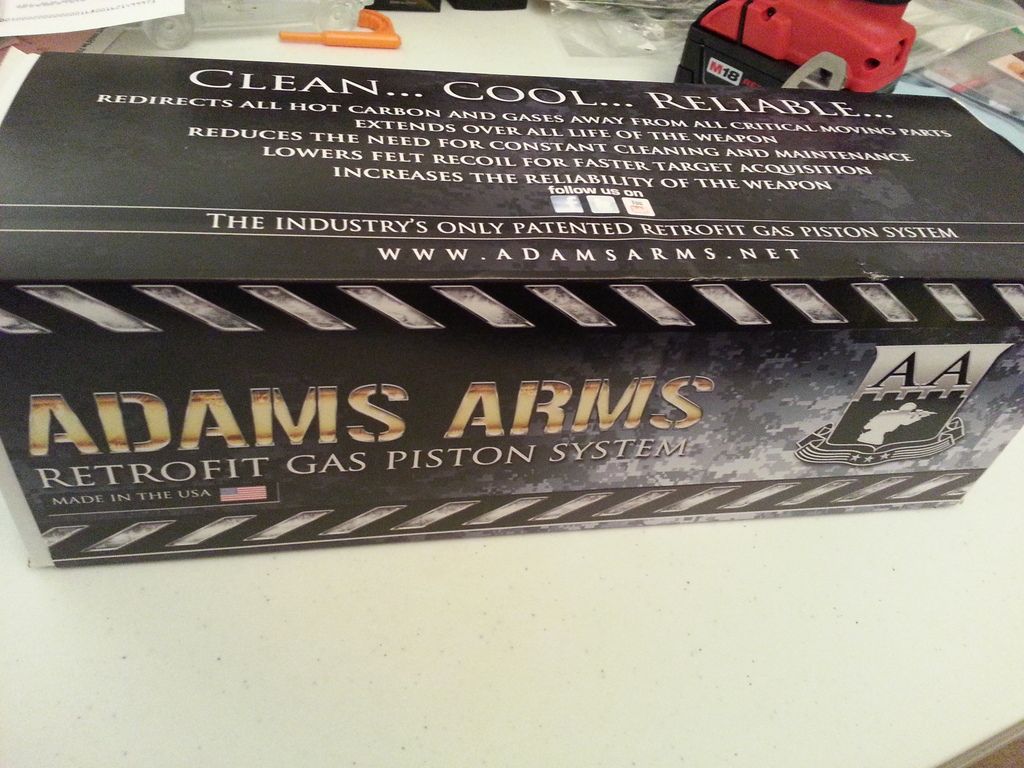 M18
CLEAN... COOL... RELIABLE...
REDIRECTS ALL HOT CARBON AND GASES AWAY FROM ALL CRITICAL MOVING PARTS
EXTENDS OVER ALL LIFE OF THE WEAPON
REDUCES THE NEED FOR CONSTANT CLEANING AND MAINTENANCE
LOWERS FELT RECOIL FOR FASTER TARGET ACQUISITION
INCREASES THE RELIABILITY OF THE WEAPON
follow us on
THE INDUSTRY'S ONLY PATENTED RETROFIT GAS PISTON SYSTEM
WWW.ADAMSARMS.NET
AA
ADAMS ARMS
RETROFIT GAS PISTON SYSTEM
MADE IN THE USA